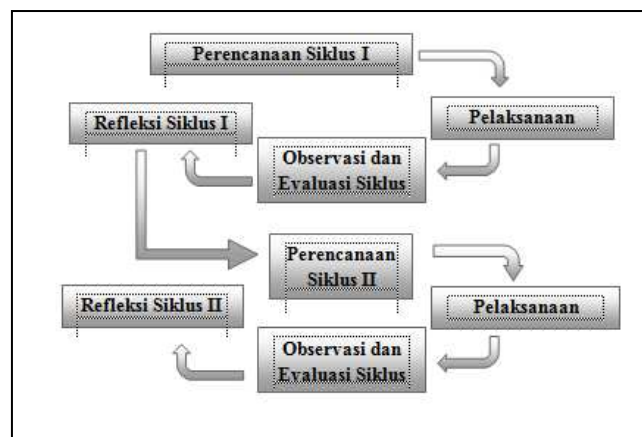 Perencanaan Siklus I
Pelaksanaan
Refleksi Siklus I
Observasi dan
Evaluasi Siklus
Perencanaan
Siklus II
Pelaksanaan
Refleksi Siklus II
Observasi dan
Evaluasi Siklus